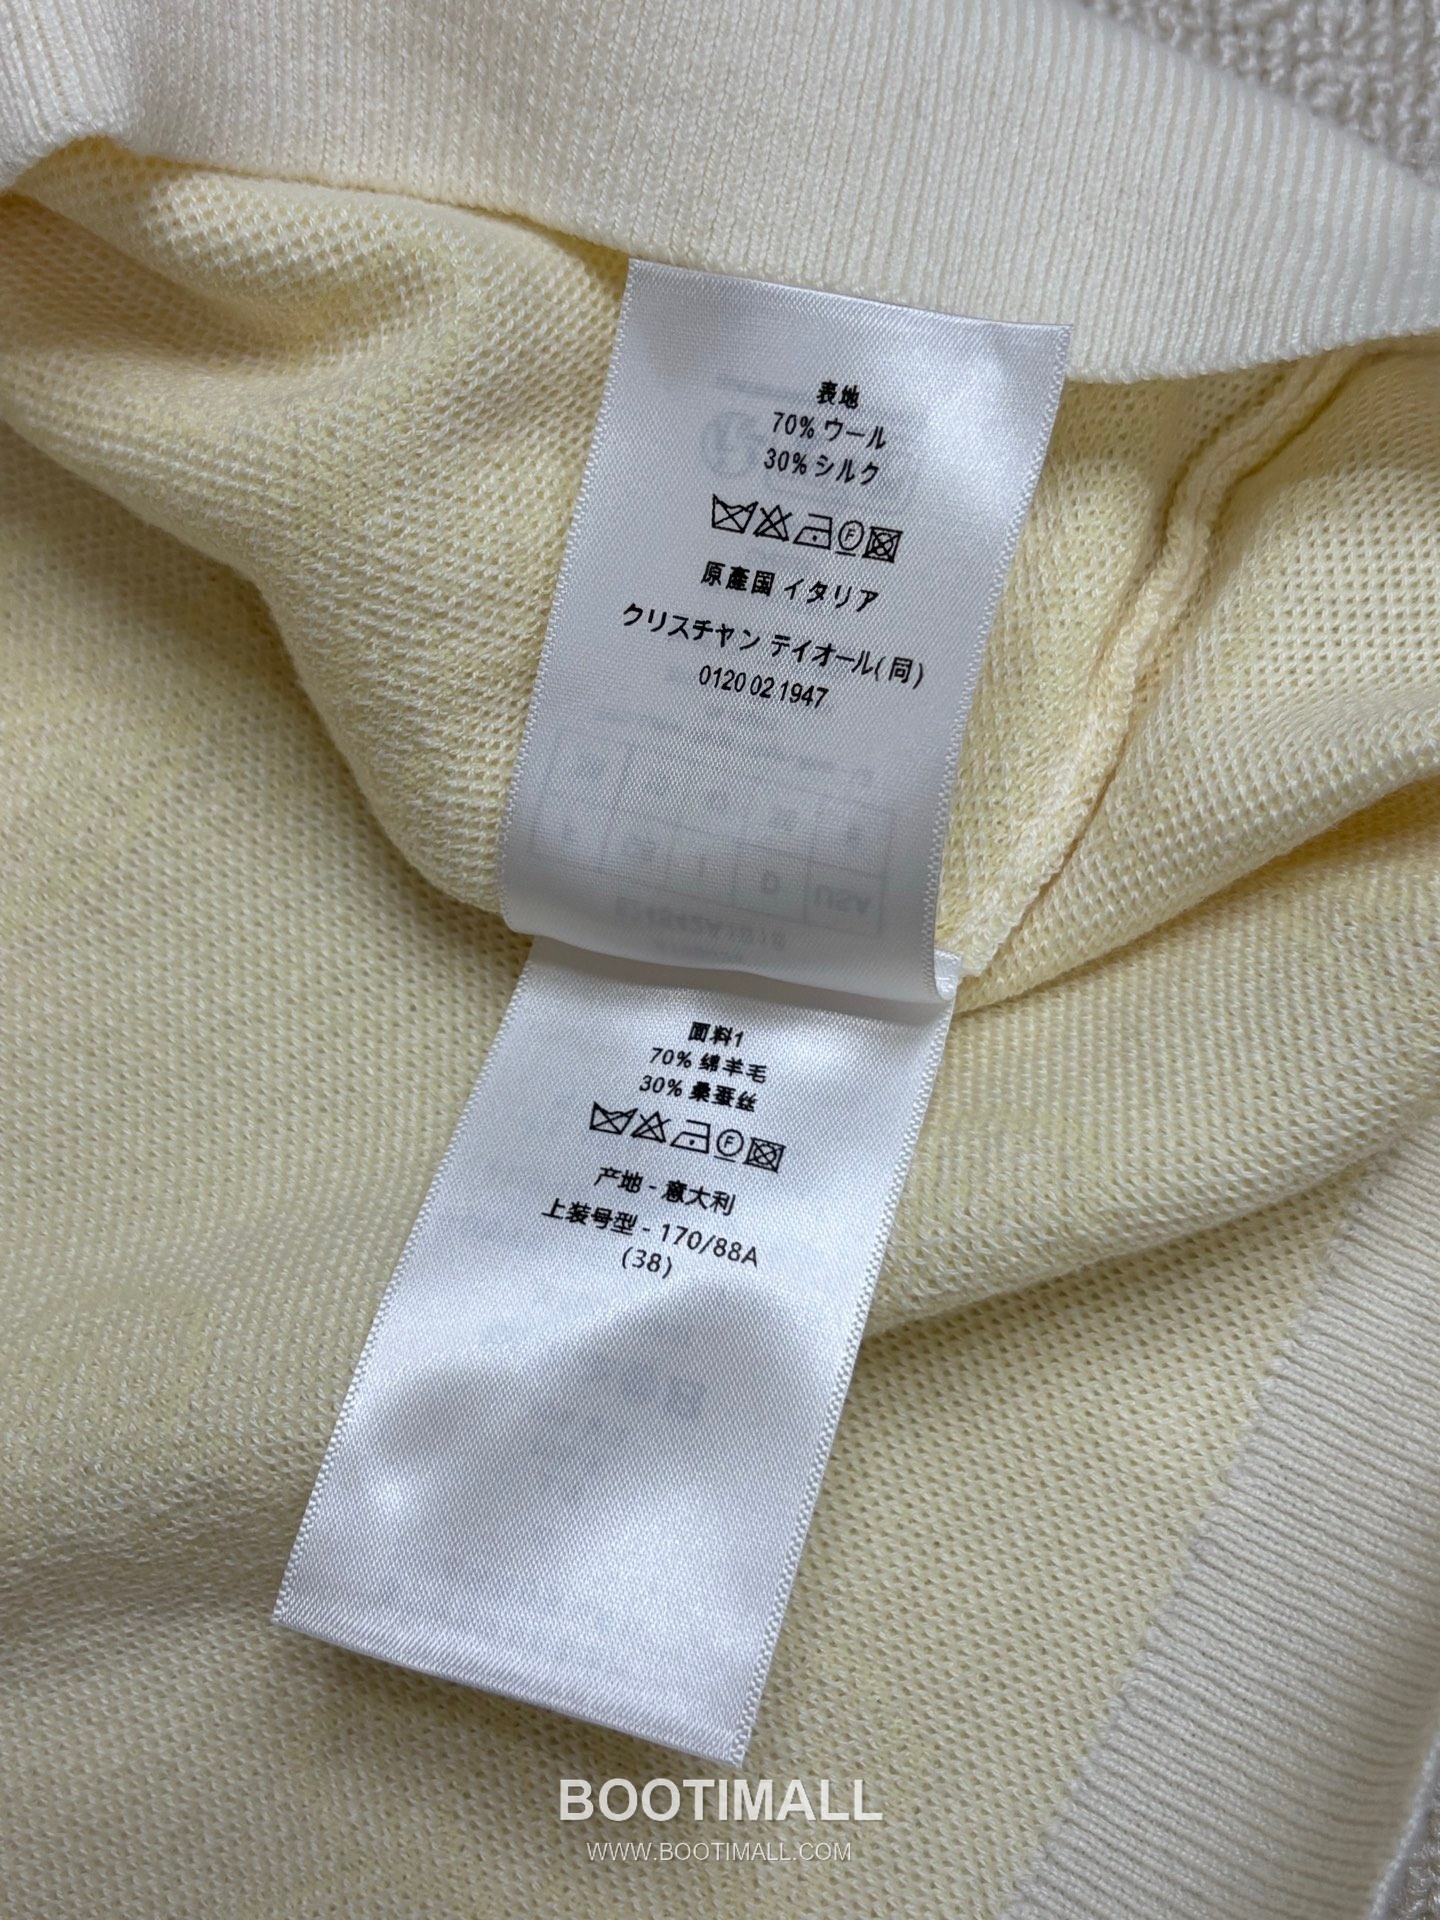 表地
70% ウール
30% シルク
F
原産国 イタリア
クリスチャン ディオール(同)
0120 02 1947
USA
D
I
面料1
70% 绵羊毛
30% 桑蚕丝
F
产地 - 意大利
上装号型 - 170/88A
(38)
BOOTIMALL
WWW.BOOTIMALL.COM